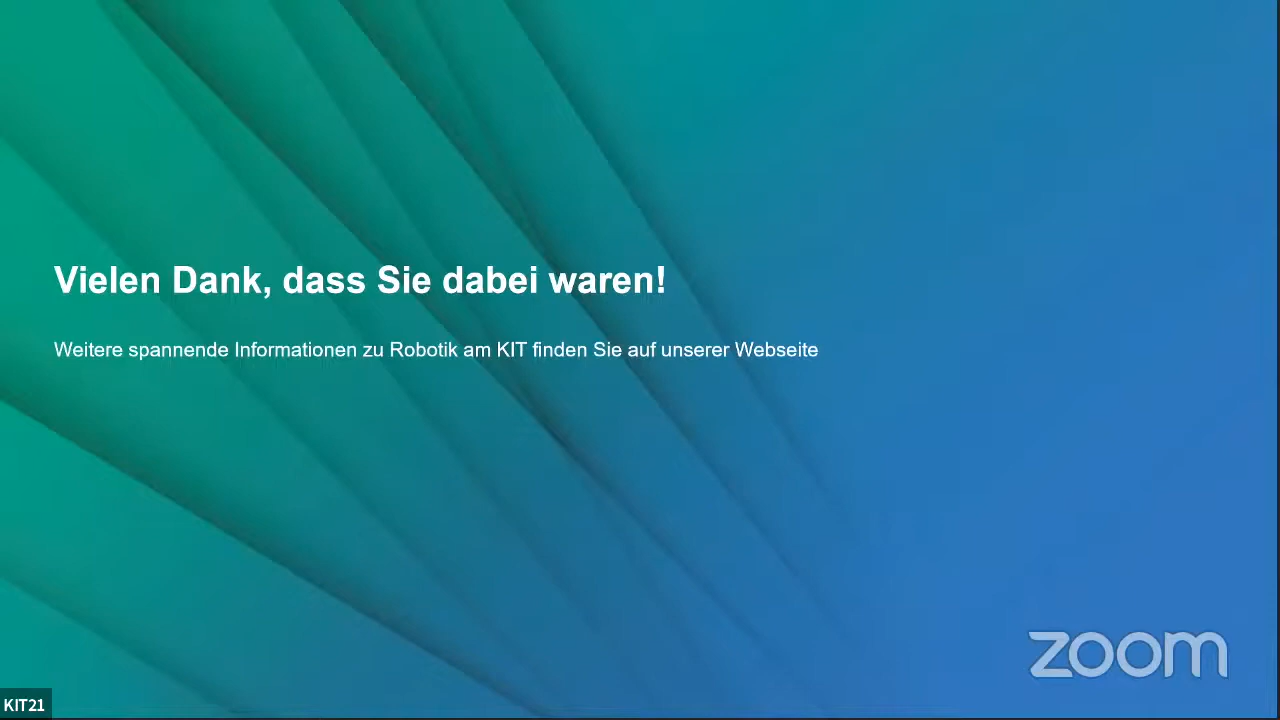 Vielen Dank, dass Sie dabei waren!
Weitere spannende Informationen zu Robotik am KIT finden Sie auf unserer Webseite
zoom
KIT21